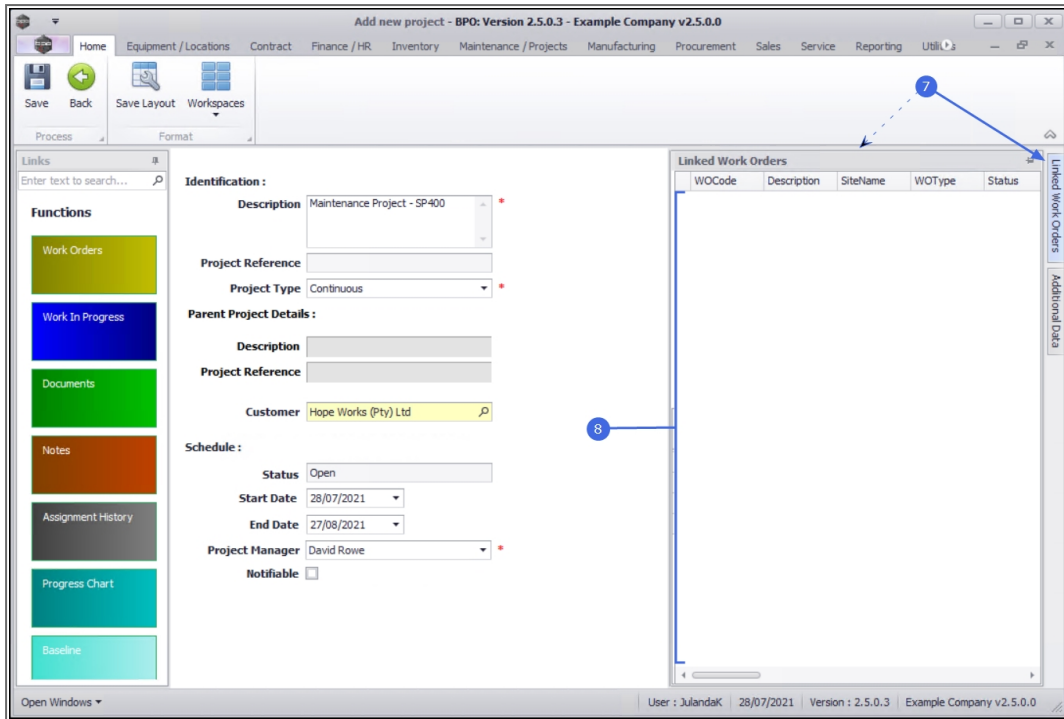 Add new project - BPO: Version 2.5.0.3 - Example Company v2.5.0.0
Home Equipment / Locations Contract Finance / HR Inventory Maintenance / Projects Manufacturing Procurement Sales Service Reporting
Save Back Save Layout Workspaces
Process Format
7
Links
Enter text to search...
Functions
Work Orders
Work In Progress
Documents
Notes
Assignment History
Progress Chart
Baseline
Identification :
Description Maintenance Project - SP400 *
Project Reference
Project Type Continuous *
Parent Project Details :
Description
Project Reference
Customer Hope Works (Pty) Ltd
Schedule :
Status Open
Start Date 28/07/2021
End Date 27/08/2021
Project Manager David Rowe *
Notifiable
8
Linked Work Orders
WOCode Description SiteName WOType Status
Linked Work Orders
Additional Data
Open Windows
User : JulandaK 28/07/2021 Version : 2.5.0.3 Example Company v2.5.0.0